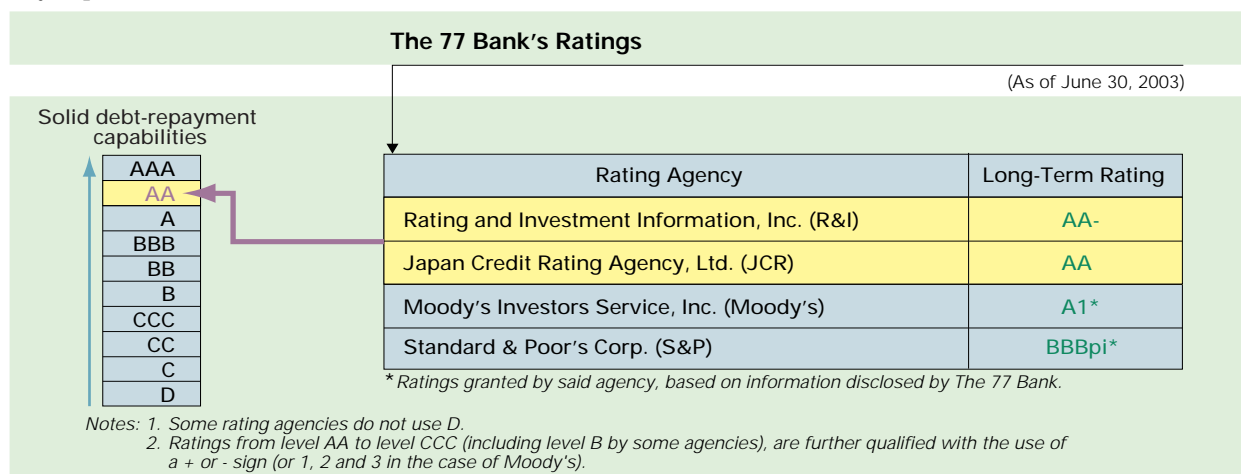 The 77 Bank's Ratings
(As of June 30, 2003)
Solid debt-repayment
capabilities
AAA
AA
A
BBB
BB
B
CCC
CC
C
D
Rating Agency Long-Term Rating
Rating and Investment Information, Inc. (R&I) AA-
Japan Credit Rating Agency, Ltd. (JCR) AA
Moody's Investors Service, Inc. (Moody's) A1*
Standard & Poor's Corp. (S&P) BBBpi*
*Ratings granted by said agency, based on information disclosed by The 77 Bank.
Notes: 1. Some rating agencies do not use D.
2. Ratings from level AA to level CCC (including level B by some agencies), are further qualified with the use of
a + or - sign (or 1, 2 and 3 in the case of Moody's).